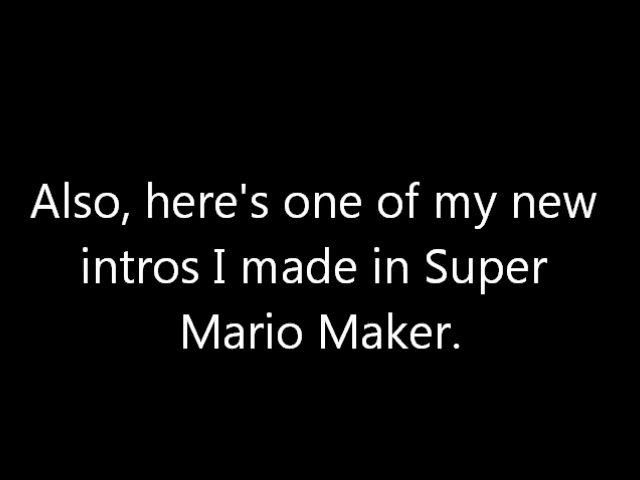 Also, here's one of my new
intros I made in Super
Mario Maker.